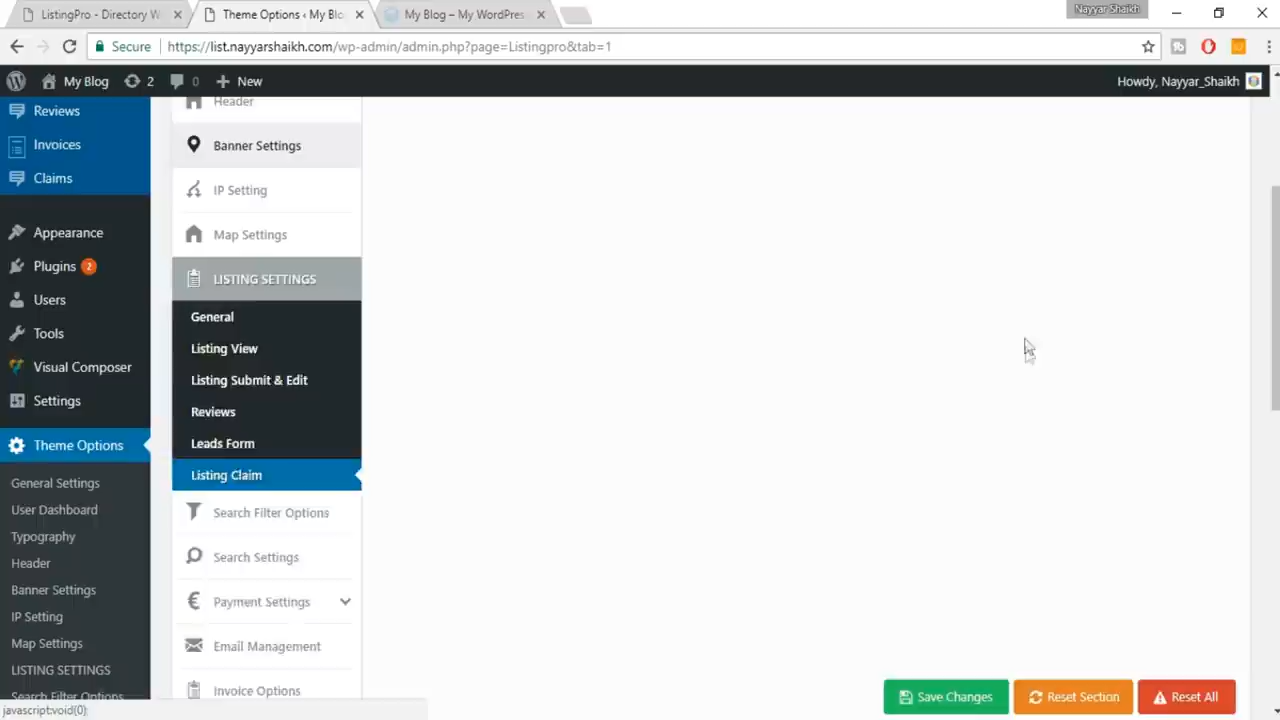 ListingPro - Directory W
Theme Options ‹ My Blo
My Blog – My WordPres
Nayyar Shaikh
Secure
https://list.nayyarshaikh.com/wp-admin/admin.php?page=Listingpro&tab=1
My Blog
2
0
New
Howdy, Nayyar_Shaikh
Reviews
Invoices
Claims
Appearance
Plugins 2
Users
Tools
Visual Composer
Settings
Theme Options
General Settings
User Dashboard
Typography
Header
Banner Settings
IP Setting
Map Settings
LISTING SETTINGS
Search Filter Options
javascript:void(0)
Header
Banner Settings
IP Setting
Map Settings
LISTING SETTINGS
General
Listing View
Listing Submit & Edit
Reviews
Leads Form
Listing Claim
Search Filter Options
Search Settings
Payment Settings
Email Management
Invoice Options
Save Changes
Reset Section
Reset All